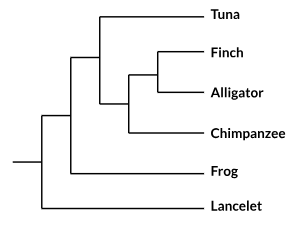 Tuna
Finch
Alligator
Chimpanzee
Frog
Lancelet